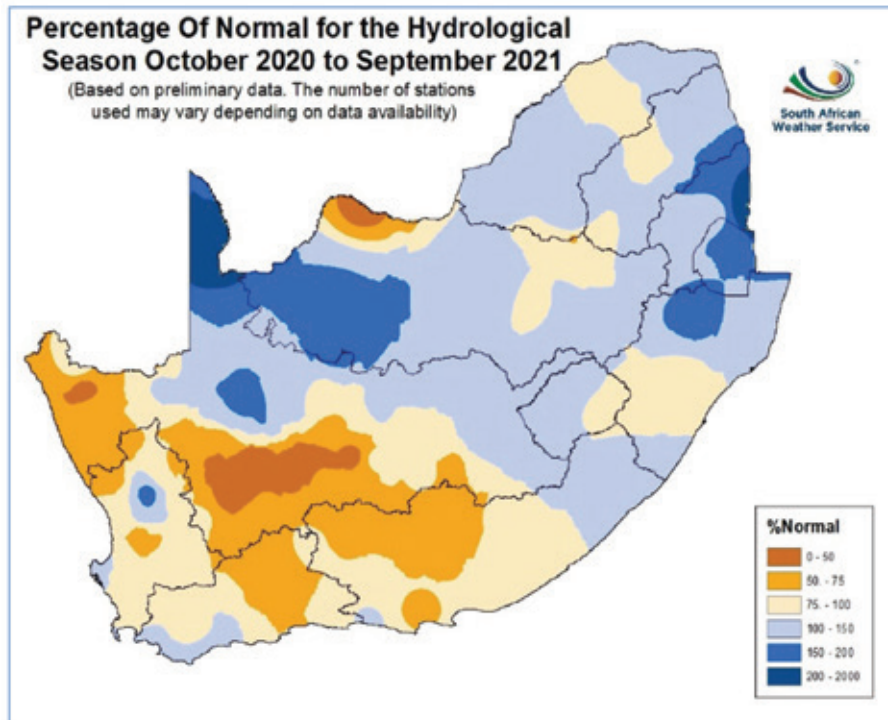 Percentage Of Normal for the Hydrological
Season October 2020 to September 2021
(Based on preliminary data. The number of stations
used may vary depending on data availability)
South African
Weather Service
%Normal
0 - 50
50. - 75
75. - 100
100 - 150
150 - 200
200 - 2000